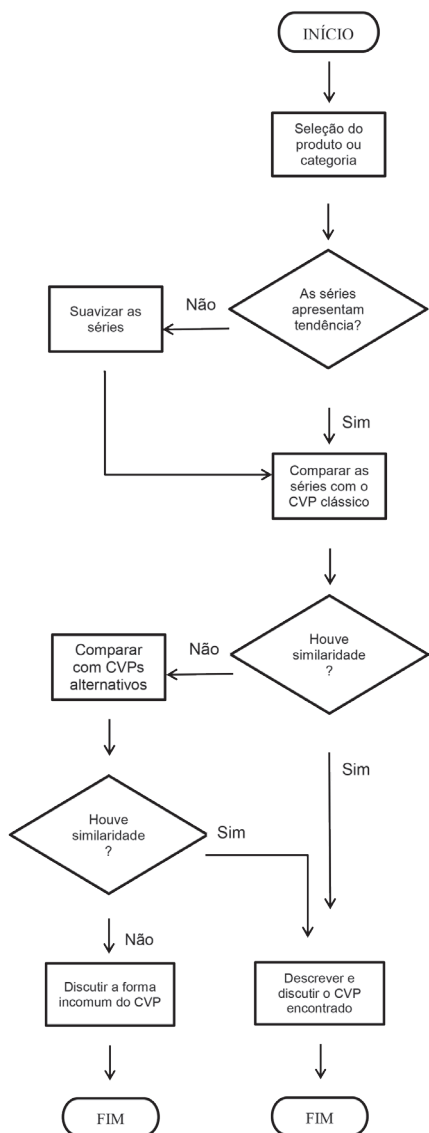 INÍCIO
Seleção do
produto ou
categoria
As séries
apresentam
tendência?
Não
Suavizar as
séries
Sim
Comparar as
séries com o
CVP clássico
Houve
similaridade
?
Não
Comparar
com CVPs
alternativos
Sim
Houve
similaridade
?
Sim
Não
Discutir a forma
incomum do CVP
Descrever e
discutir o CVP
encontrado
FIM
FIM